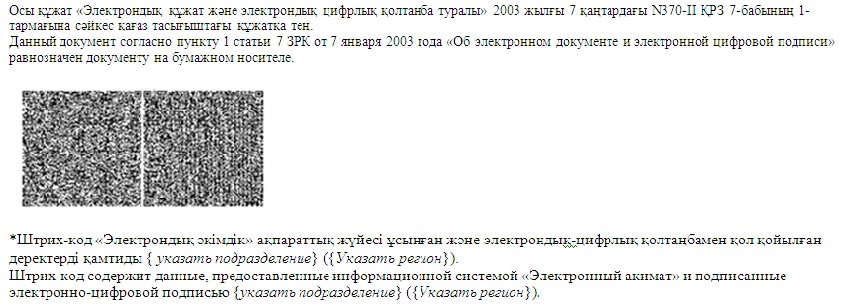 Осы құжат «Электрондық құжат және электрондық цифрлық қолтаңба туралы» 2003 жылғы 7 қаңтардағы N370-II ҚРЗ 7-бабының 1-
тармағына сәйкес қағаз тасығыштағы құжатқа тең.
Данный документ согласно пункту 1 статьи 7 ЗРК от 7 января 2003 года «Об электронном документе и электронной цифровой подписи»
равнозначен документу на бумажном носителе.
*Штрих-код «Электрондық әкімдік» ақпараттық жүйесі ұсынған және электрондық-цифрлық қолтаңбамен қол қойылған
деректерді қамтиды { указать подразделение} ({Указать регион}).
Штрих код содержит данные, предоставленные информационной системой «Электронный акимат» и подписанные
электронно-цифровой подписью {указать подразделение} ({Указать регион}).